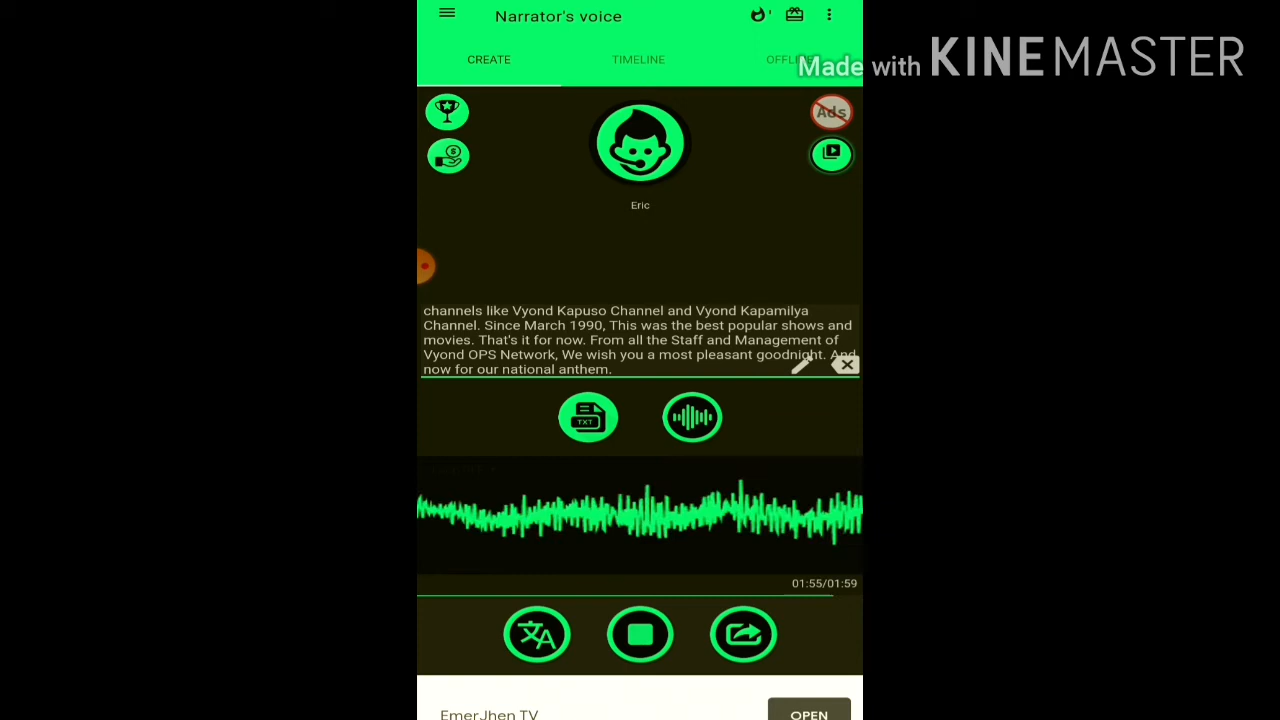 Narrator's voice
Made with KINEMASTER
CREATE
TIMELINE
Ads
Eric
channels like Vyond Kapuso Channel and Vyond Kapamilya
Channel. Since March 1990, This was the best popular shows and
movies. That's it for now. From all the Staff and Management of
Vyond OPS Network, We wish you a most pleasant goodnight. And
now for our national anthem.
TXT
01:55/01:59
EmerJhen TV
OPEN